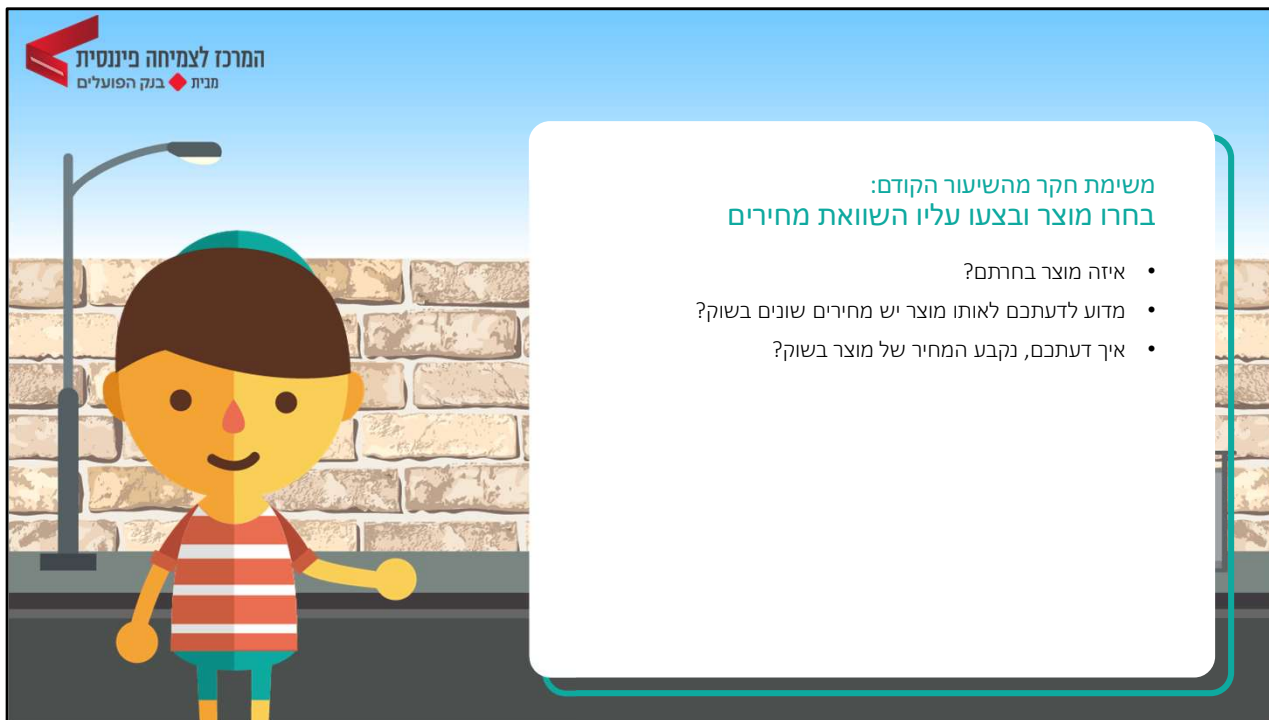 המרכז לצמיחה פיננסית
מבית בנק הפועלים
משימת חקר מהשיעור הקודם:
בחרו מוצר ובצעו עליו השוואת מחירים
• איזה מוצר בחרתם?
• מדוע לדעתכם לאותו מוצר יש מחירים שונים בשוק?
• איך דעתכם, נקבע המחיר של מוצר בשוק?